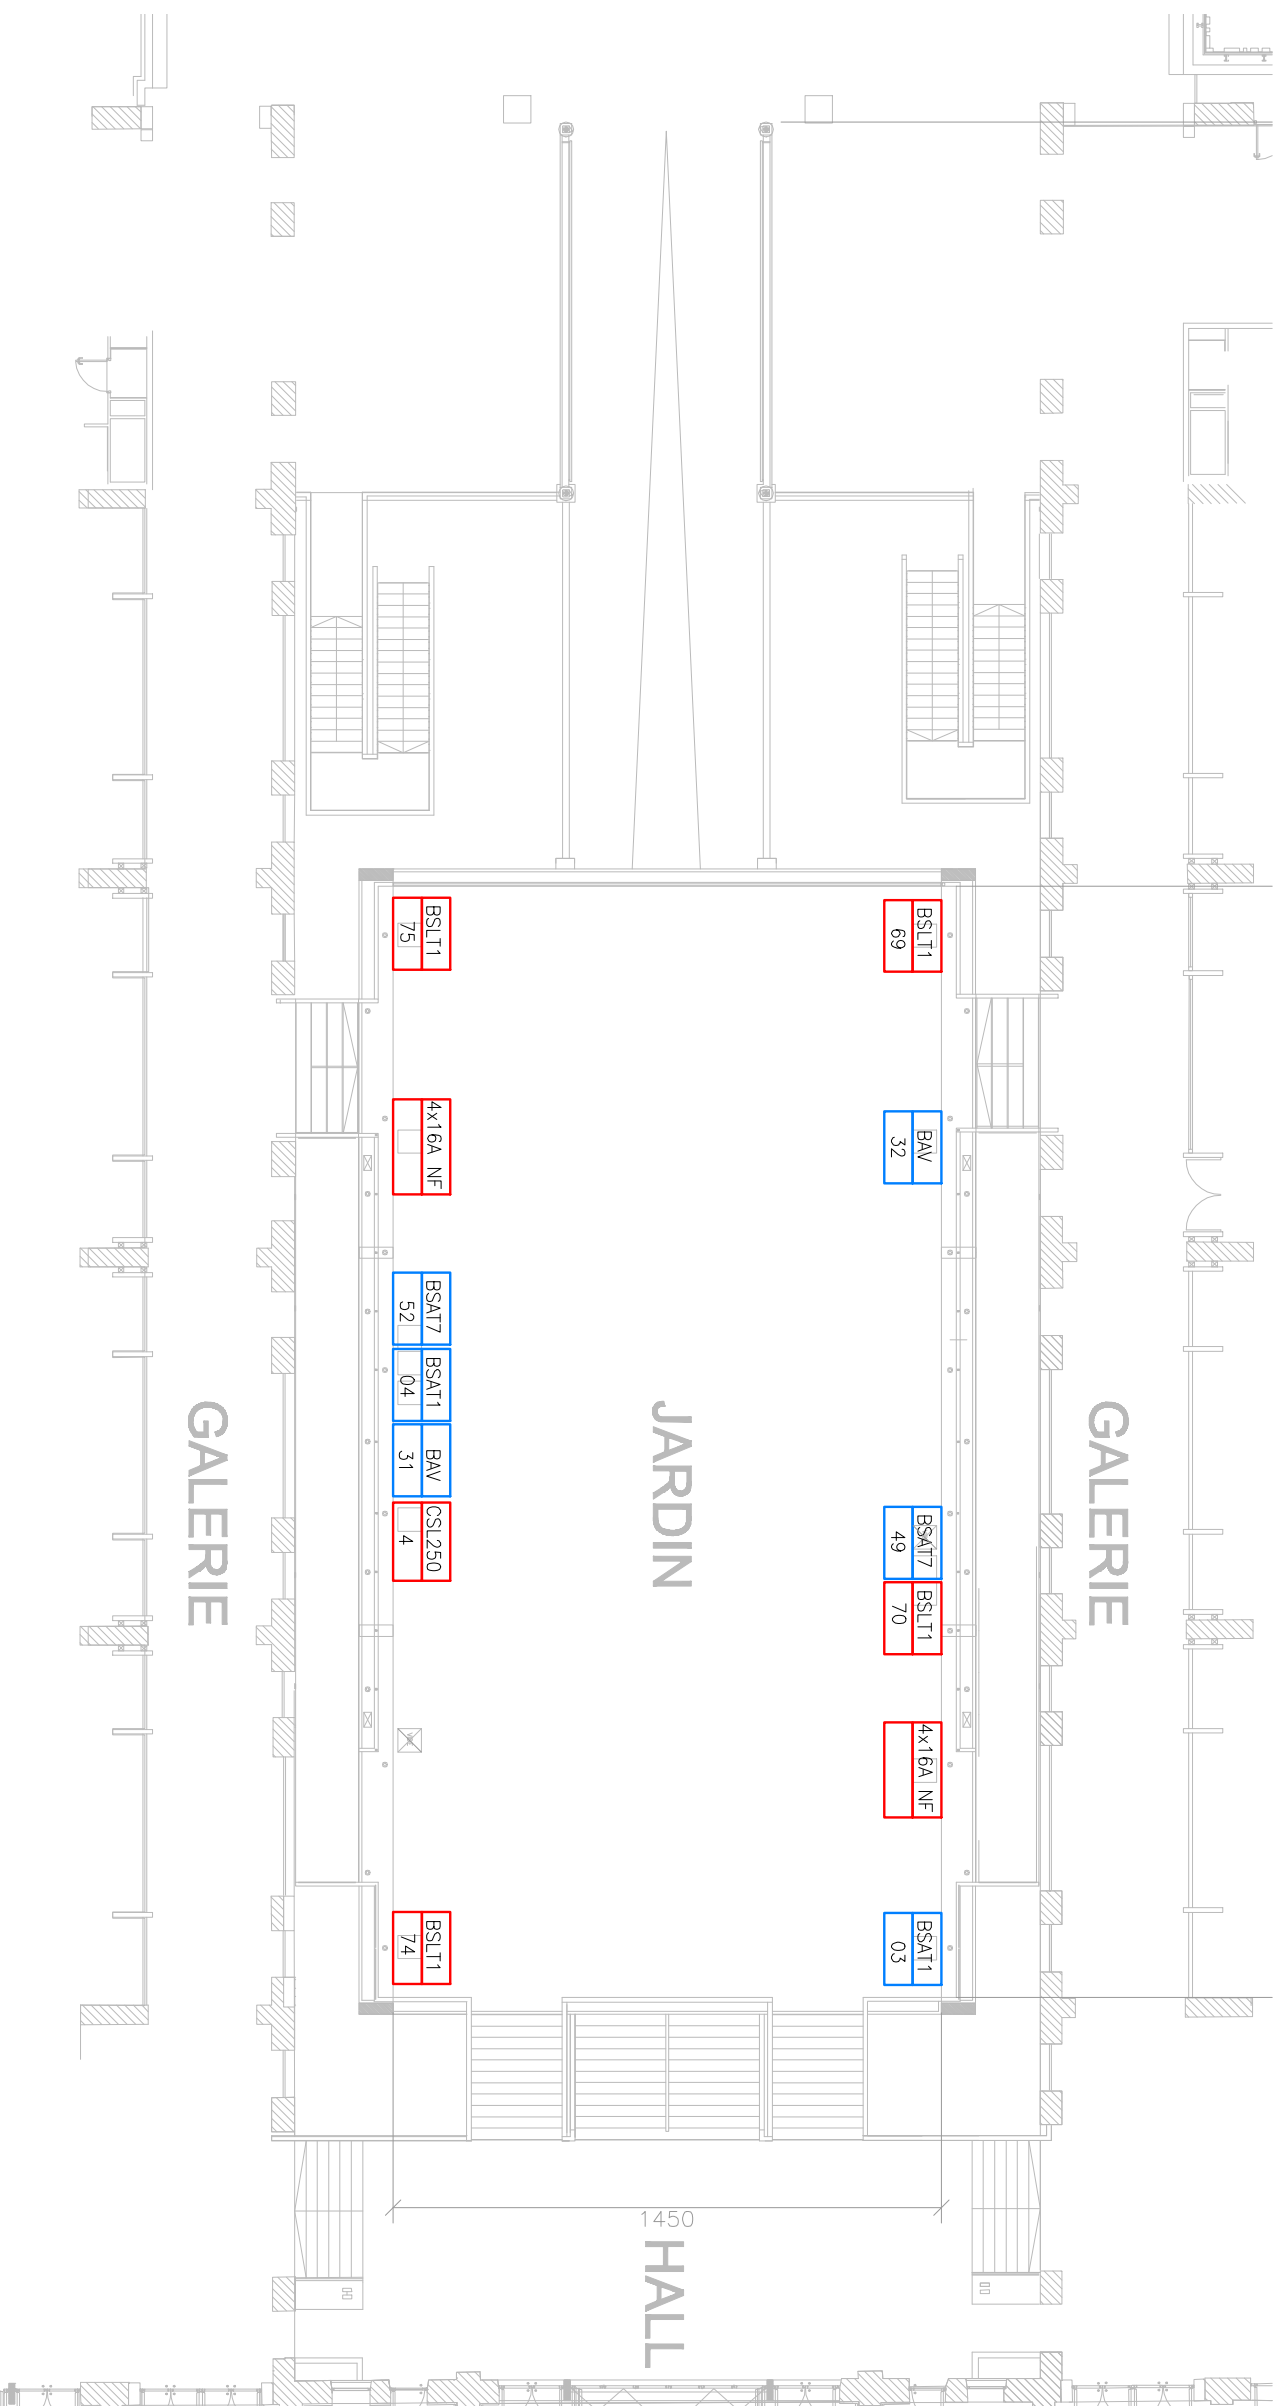 BSLT1
75
BSLT1
69
4x16A NF
BAV
32
BSAT7
52
BSAT1
04
BAV
31
CSL250
4
GALERIE
JARDIN
GALERIE
BSAT7
49
BSLT1
70
4x16A NF
BSLT1
74
BSAT1
03
1450
HALL